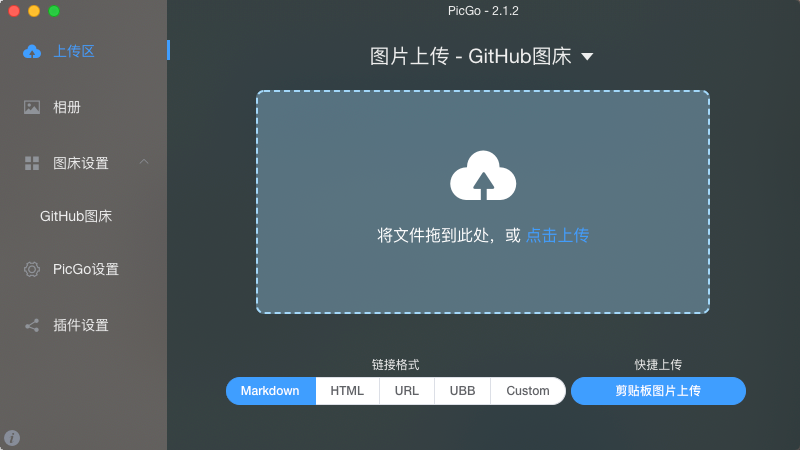 PicGo - 2.1.2
上传区
相册
图床设置
GitHub图床
PicGo设置
插件设置
图片上传 - GitHub图床
将文件拖到此处，或 点击上传
链接格式
Markdown HTML URL UBB Custom
快捷上传
剪贴板图片上传